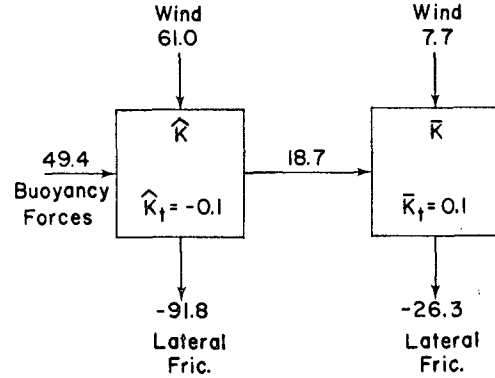 Wind
61.0
Wind
7.7
K̂
K̄
49.4
18.7
Buoyancy
Forces
K̂t = -0.1
K̄t = 0.1
-91.8
-26.3
Lateral
Fric.
Lateral
Fric.